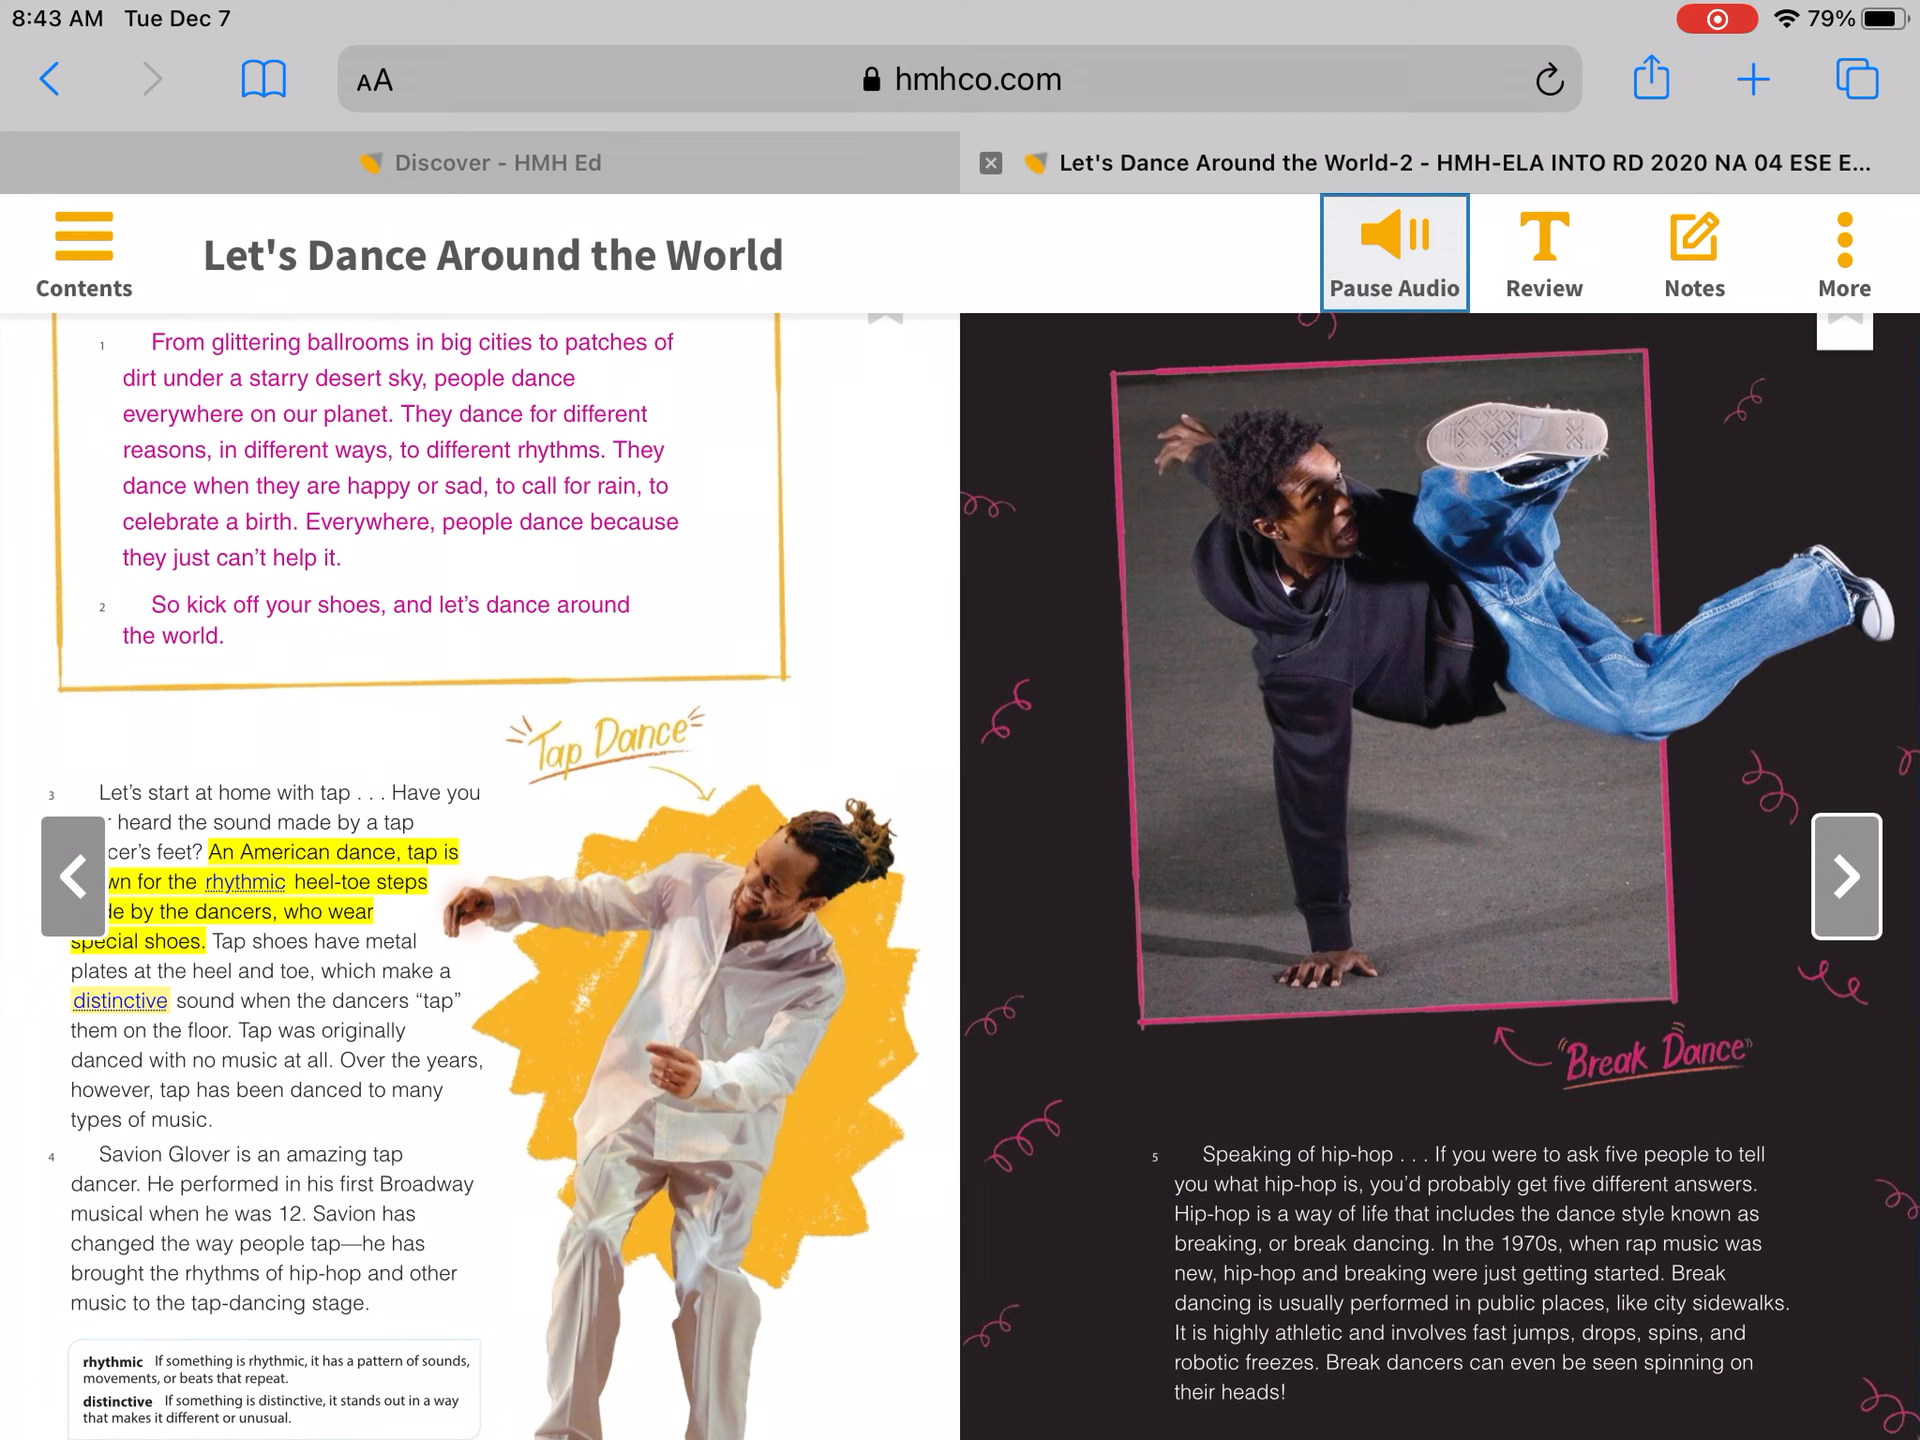 8:43 AM Tue Dec 7
79%
AA
hmhco.com
Discover - HMH Ed
Let's Dance Around the World-2 - HMH-ELA INTO RD 2020 NA 04 ESE E...
Contents
Let's Dance Around the World
Pause Audio
T
Review
Notes
More
1 From glittering ballrooms in big cities to patches of
dirt under a starry desert sky, people dance
everywhere on our planet. They dance for different
reasons, in different ways, to different rhythms. They
dance when they are happy or sad, to call for rain, to
celebrate a birth. Everywhere, people dance because
they just can’t help it.
2 So kick off your shoes, and let’s dance around
the world.
Tap Dance
3 Let’s start at home with tap . . . Have you
r heard the sound made by a tap
cer’s feet? An American dance, tap is
wn for the rhythmic heel-toe steps
de by the dancers, who wear
special shoes. Tap shoes have metal
plates at the heel and toe, which make a
distinctive sound when the dancers “tap”
them on the floor. Tap was originally
danced with no music at all. Over the years,
however, tap has been danced to many
types of music.
4 Savion Glover is an amazing tap
dancer. He performed in his first Broadway
musical when he was 12. Savion has
changed the way people tap—he has
brought the rhythms of hip-hop and other
music to the tap-dancing stage.
rhythmic If something is rhythmic, it has a pattern of sounds,
movements, or beats that repeat.
distinctive If something is distinctive, it stands out in a way
that makes it different or unusual.
"Break Dance"
5 Speaking of hip-hop . . . If you were to ask five people to tell
you what hip-hop is, you’d probably get five different answers.
Hip-hop is a way of life that includes the dance style known as
breaking, or break dancing. In the 1970s, when rap music was
new, hip-hop and breaking were just getting started. Break
dancing is usually performed in public places, like city sidewalks.
It is highly athletic and involves fast jumps, drops, spins, and
robotic freezes. Break dancers can even be seen spinning on
their heads!